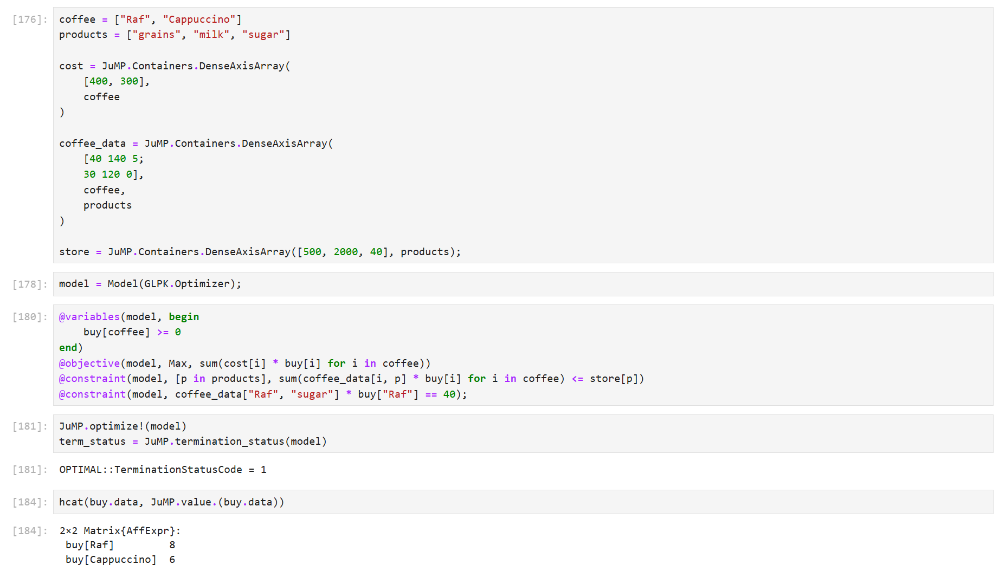 [176]: coffee = ["Raf", "Cappuccino"]
products = ["grains", "milk", "sugar"]
cost = JuMP.Containers.DenseAxisArray(
[400, 300],
coffee
)
coffee_data = JuMP.Containers.DenseAxisArray(
[40 140 5;
30 120 0],
coffee,
products
)
store = JuMP.Containers.DenseAxisArray([500, 2000, 40], products);
[178]: model = Model(GLPK.Optimizer);
[180]: @variables(model, begin
buy[coffee] >= 0
end)
@objective(model, Max, sum(cost[i] * buy[i] for i in coffee))
@constraint(model, [p in products], sum(coffee_data[i, p] * buy[i] for i in coffee) <= store[p])
@constraint(model, coffee_data["Raf", "sugar"] * buy["Raf"] == 40);
[181]: JuMP.optimize!(model)
term_status = JuMP.termination_status(model)
[181]: OPTIMAL::TerminationStatusCode = 1
[184]: hcat(buy.data, JuMP.value.(buy.data))
[184]: 2×2 Matrix{AffExpr}:
buy[Raf] 8
buy[Cappuccino] 6